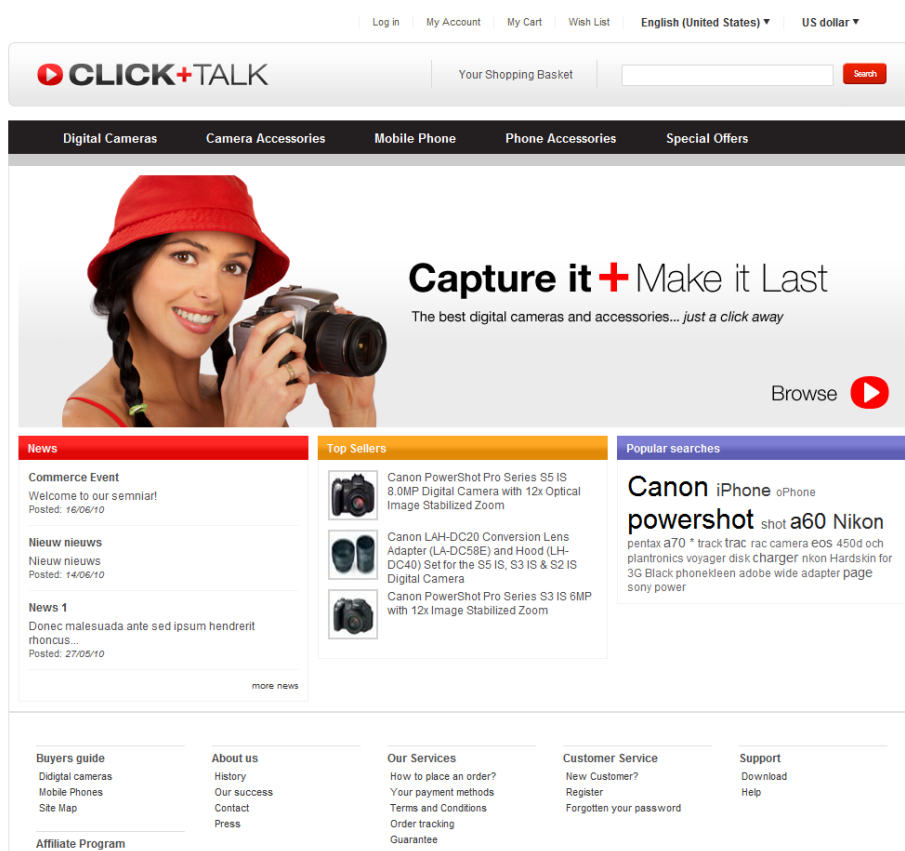 Log in My Account My Cart Wish List English (United States) ▼ US dollar ▼
CLICK+TALK
Your Shopping Basket
Search
Digital Cameras Camera Accessories Mobile Phone Phone Accessories Special Offers
Capture it + Make it Last
The best digital cameras and accessories... just a click away
Browse
News
Commerce Event
Welcome to our semniar!
Posted: 16/06/10
Nieuw nieuws
Nieuw nieuws
Posted: 14/06/10
News 1
Donec malesuada ante sed ipsum hendrerit
rhoncus...
Posted: 27/05/10
more news
Top Sellers
Canon PowerShot Pro Series S5 IS
8.0MP Digital Camera with 12x Optical
Image Stabilized Zoom
Canon LAH-DC20 Conversion Lens
Adapter (LA-DC58E) and Hood (LH-
DC40) Set for the S5 IS, S3 IS & S2 IS
Digital Camera
Canon PowerShot Pro Series S3 IS 6MP
with 12x Image Stabilized Zoom
Popular searches
Canon iPhone oPhone
powershot shot a60 Nikon
pentax a70 * track trac rac camera eos 450d och
plantronics voyager disk charger nkon Hardskin for
3G Black phonekleen adobe wide adapter page
sony power
Buyers guide
Didigtal cameras
Mobile Phones
Site Map
Affiliate Program
About us
History
Our success
Contact
Press
Our Services
How to place an order?
Your payment methods
Terms and Conditions
Order tracking
Guarantee
Customer Service
New Customer?
Register
Forgotten your password
Support
Download
Help